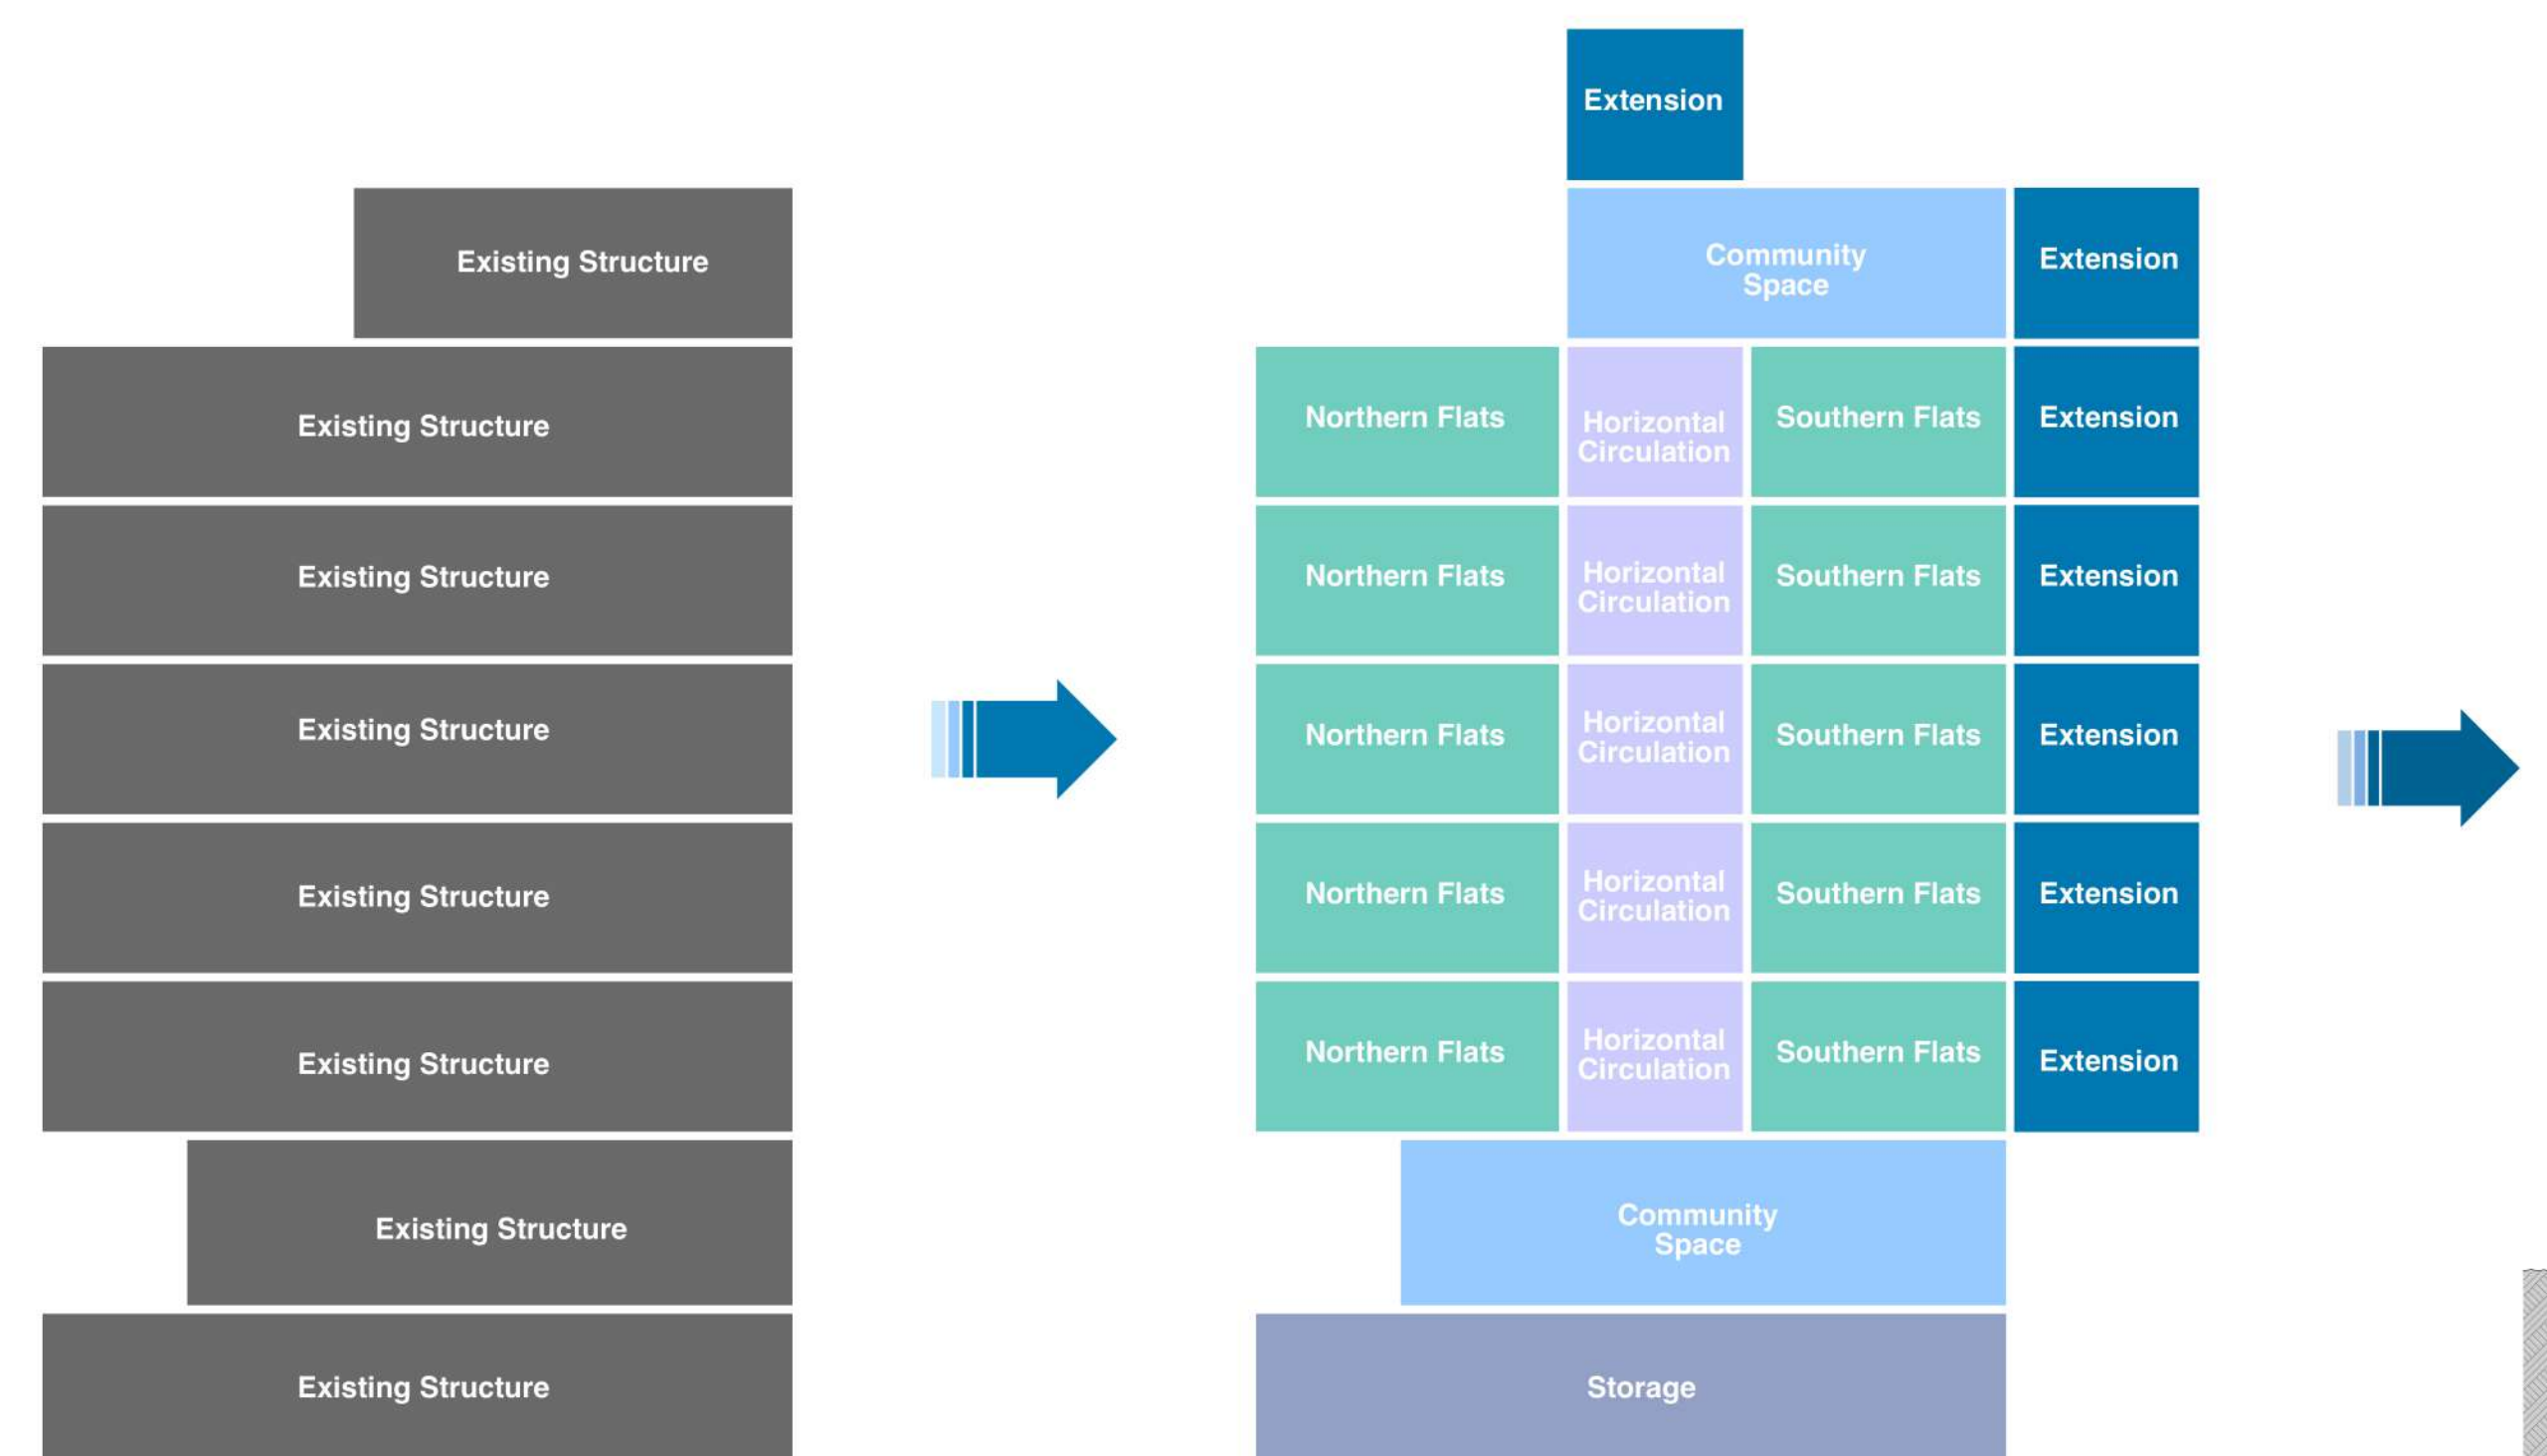 Existing Structure
Existing Structure
Existing Structure
Existing Structure
Existing Structure
Existing Structure
Existing Structure
Existing Structure
Extension
Community
Space
Extension
Northern Flats
Horizontal
Circulation
Southern Flats
Extension
Northern Flats
Horizontal
Circulation
Southern Flats
Extension
Northern Flats
Horizontal
Circulation
Southern Flats
Extension
Northern Flats
Horizontal
Circulation
Southern Flats
Extension
Northern Flats
Horizontal
Circulation
Southern Flats
Extension
Community
Space
Storage